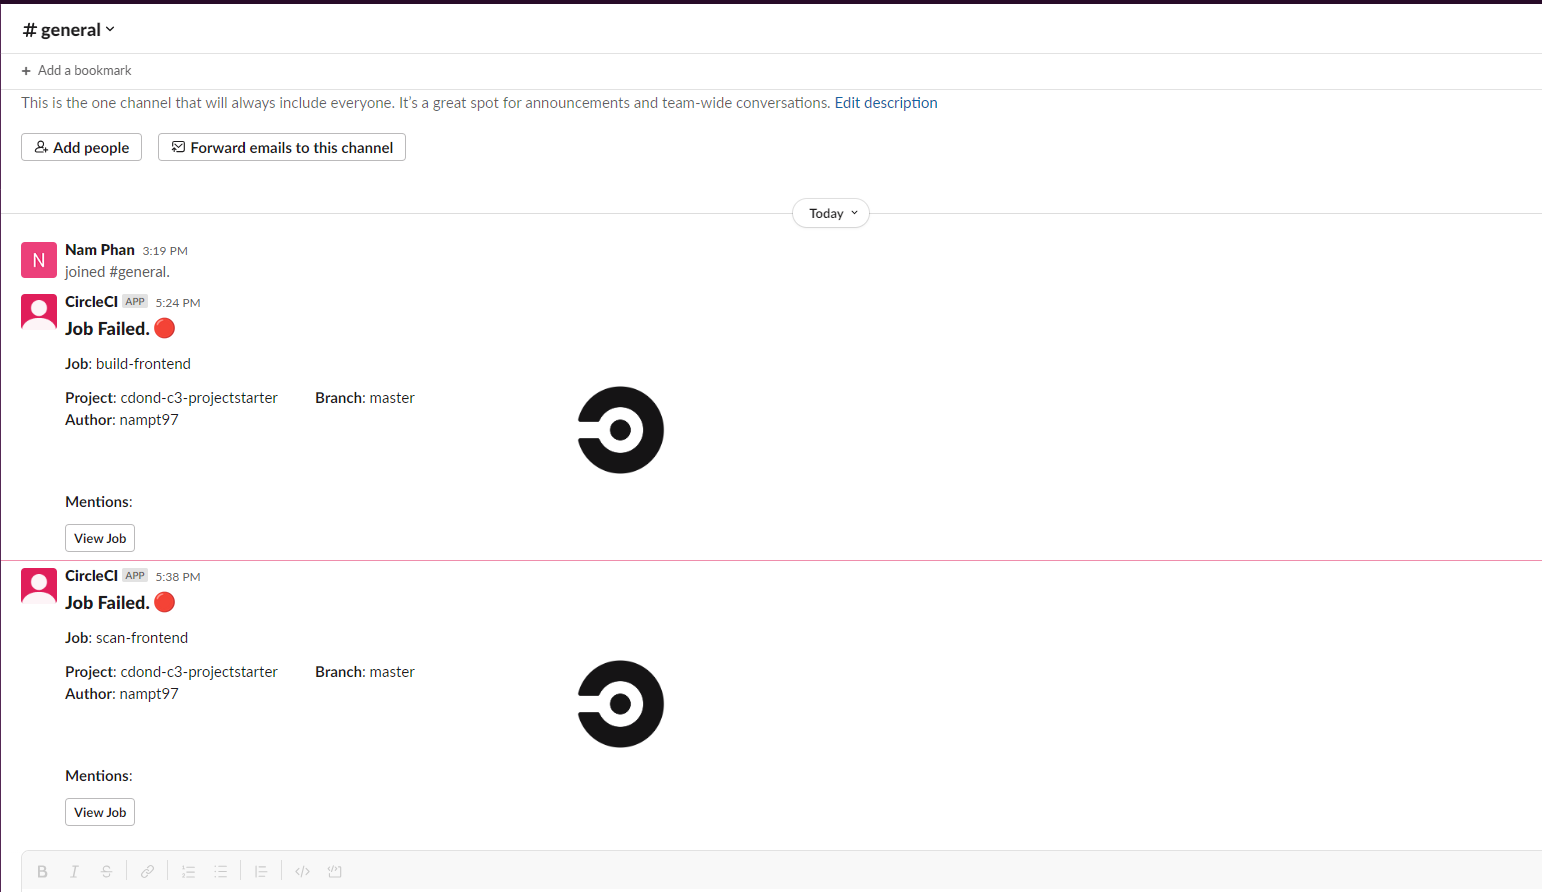 # general
+ Add a bookmark
This is the one channel that will always include everyone. It's a great spot for announcements and team-wide conversations. Edit description
Add people Forward emails to this channel
Today
N
Nam Phan 3:19 PM
joined #general.
CircleCI APP 5:24 PM
Job Failed.
Job: build-frontend
Project: cdond-c3-projectstarter Branch: master
Author: nampt97
Mentions:
View Job
CircleCI APP 5:38 PM
Job Failed.
Job: scan-frontend
Project: cdond-c3-projectstarter Branch: master
Author: nampt97
Mentions:
View Job
B I S